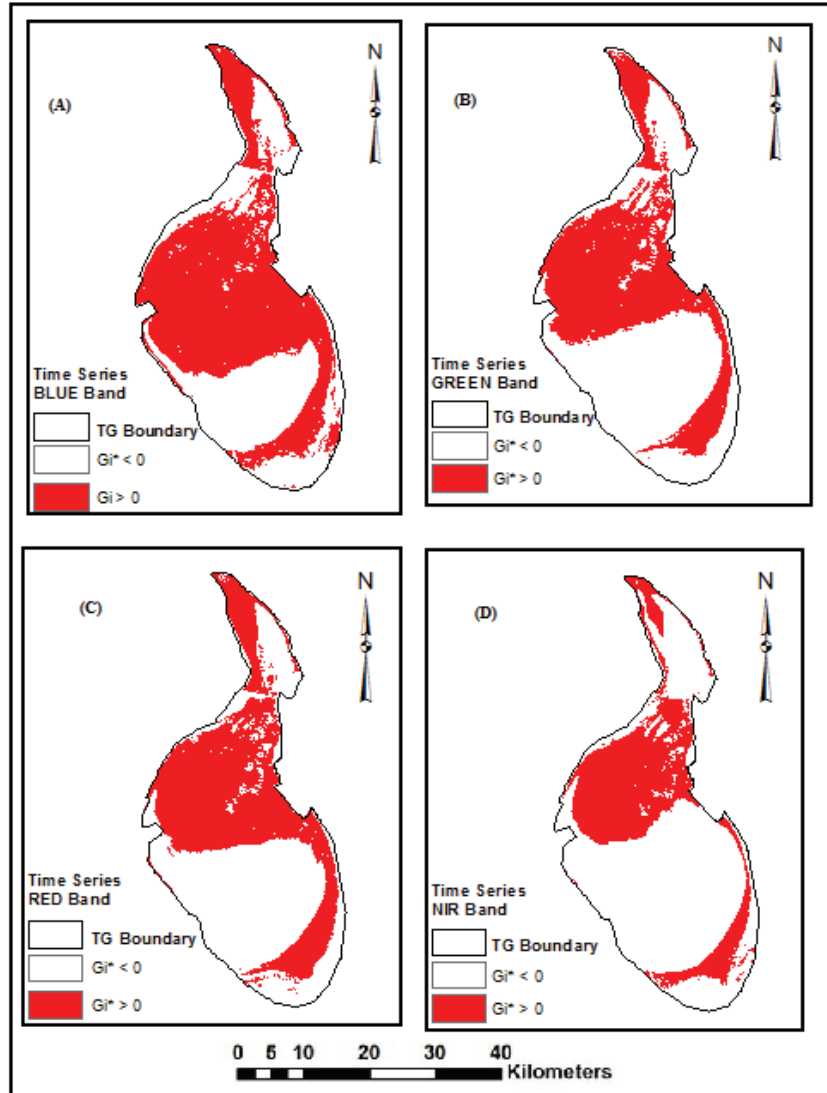 N
(A)
Time Series
BLUE Band
TG Boundary
Gi* < 0
Gi > 0
N
(B)
Time Series
GREEN Band
TG Boundary
Gi* < 0
Gi* > 0
N
(C)
Time Series
RED Band
TG Boundary
Gi* < 0
Gi* > 0
N
(D)
Time Series
NIR Band
TG Boundary
Gi* < 0
Gi* > 0
0 5 10 20 30 40
Kilometers